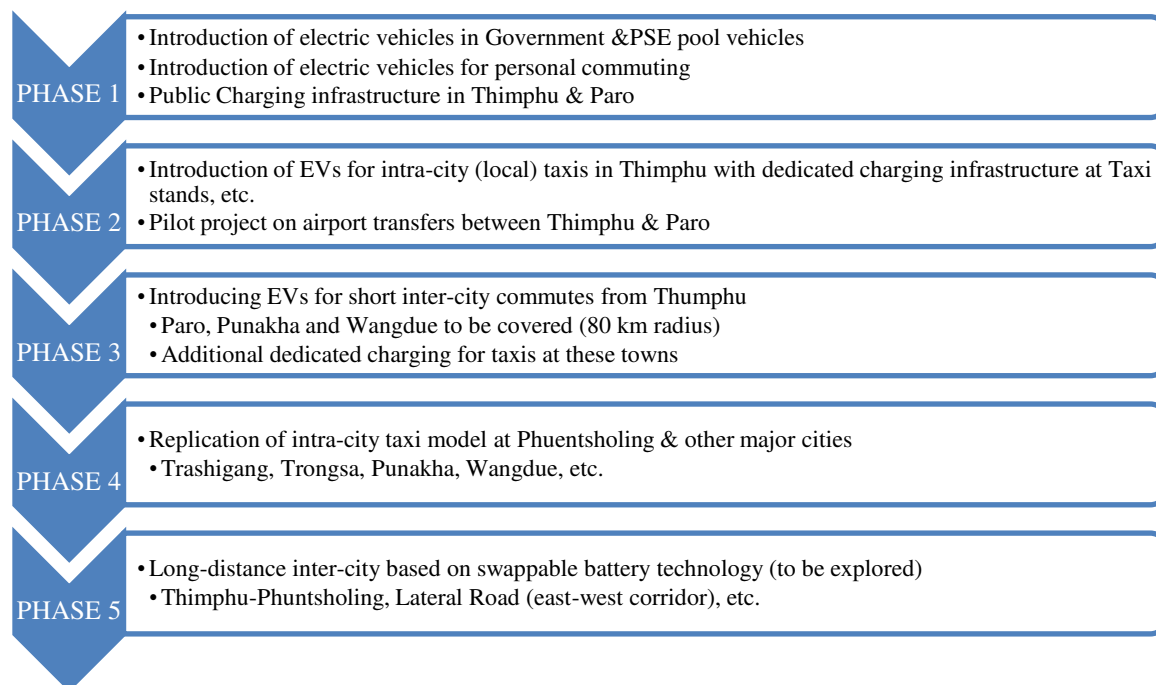 PHASE 1
• Introduction of electric vehicles in Government &PSE pool vehicles
• Introduction of electric vehicles for personal commuting
• Public Charging infrastructure in Thimphu & Paro
PHASE 2
• Introduction of EVs for intra-city (local) taxis in Thimphu with dedicated charging infrastructure at Taxi
stands, etc.
• Pilot project on airport transfers between Thimphu & Paro
PHASE 3
• Introducing EVs for short inter-city commutes from Thumphu
• Paro, Punakha and Wangdue to be covered (80 km radius)
• Additional dedicated charging for taxis at these towns
PHASE 4
• Replication of intra-city taxi model at Phuentsholing & other major cities
• Trashigang, Trongsa, Punakha, Wangdue, etc.
PHASE 5
• Long-distance inter-city based on swappable battery technology (to be explored)
• Thimphu-Phuntsholing, Lateral Road (east-west corridor), etc.